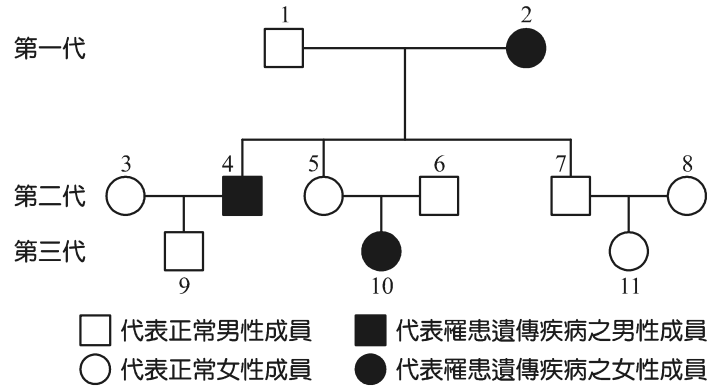 1 2
第一代
3 4 5 6 7 8
第二代
第三代
9 10 11
代表正常男性成員 代表罹患遺傳疾病之男性成員
代表正常女性成員 代表罹患遺傳疾病之女性成員